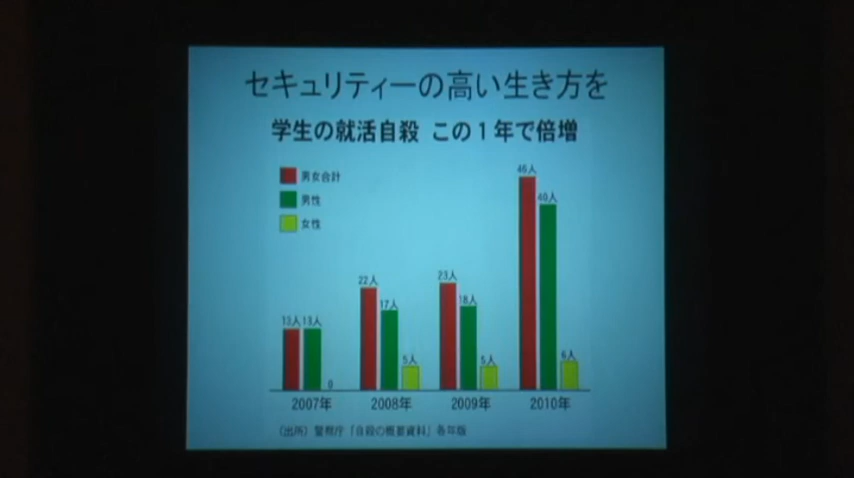 セキュリティーの高い生き方を
学生の就活自殺 この1年で倍増
男女合計
男性
女性
13人 13人 0
22人 17人 5人
23人 18人 5人
46人 40人 6人
2007年 2008年 2009年 2010年
（出所）警察庁「自殺の概要資料」各年版